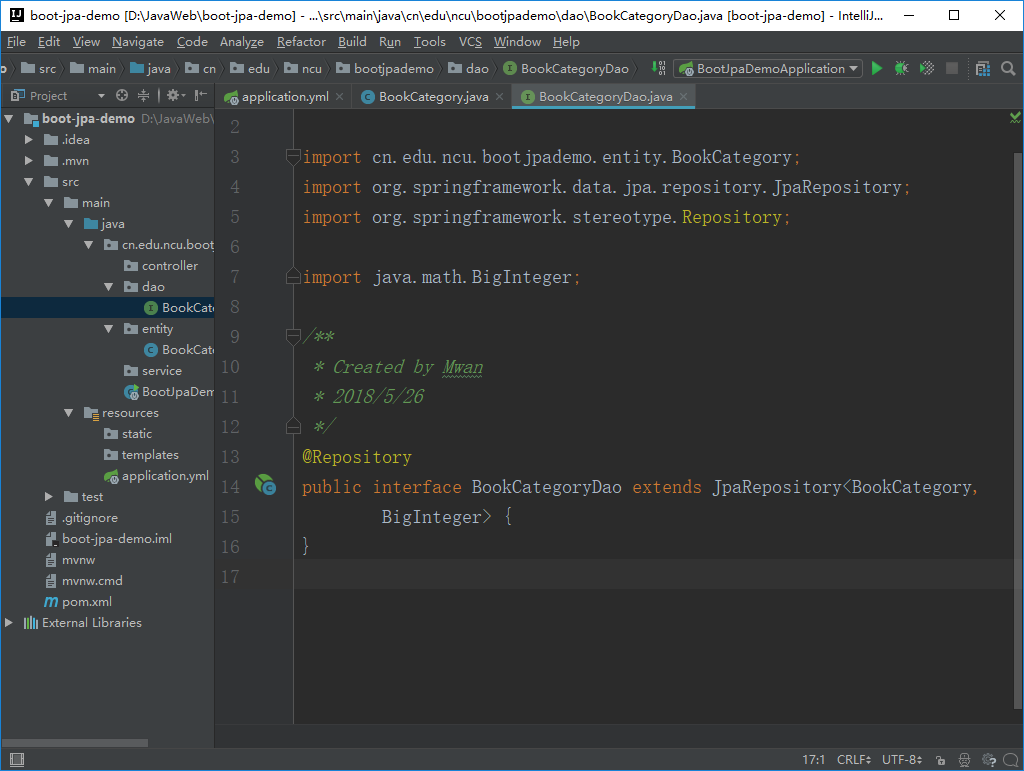 boot-jpa-demo [D:\JavaWeb\boot-jpa-demo] - ...\src\main\java\cn\edu\ncu\bootjpademo\dao\BookCategoryDao.java [boot-jpa-demo] - IntelliJ...
File Edit View Navigate Code Analyze Refactor Build Run Tools VCS Window Help
o src main java cn edu ncu bootjpademo dao BookCategoryDao BootJpaDemoApplication
Project
application.yml BookCategory.java BookCategoryDao.java
boot-jpa-demo D:\JavaWeb\
.idea
.mvn
src
main
java
cn.edu.ncu.boot
controller
dao
BookCat
entity
BookCat
service
BootJpaDem
resources
static
templates
application.yml
test
.gitignore
boot-jpa-demo.iml
mvnw
mvnw.cmd
pom.xml
External Libraries
2
3 import cn.edu.ncu.bootjpademo.entity.BookCategory;
4 import org.springframework.data.jpa.repository.JpaRepository;
5 import org.springframework.stereotype.Repository;
6
7 import java.math.BigInteger;
8
9 /**
10 * Created by Mwan
11 * 2018/5/26
12 */
13 @Repository
14 public interface BookCategoryDao extends JpaRepository<BookCategory,
15 BigInteger> {
16 }
17
17:1 CRLF UTF-8